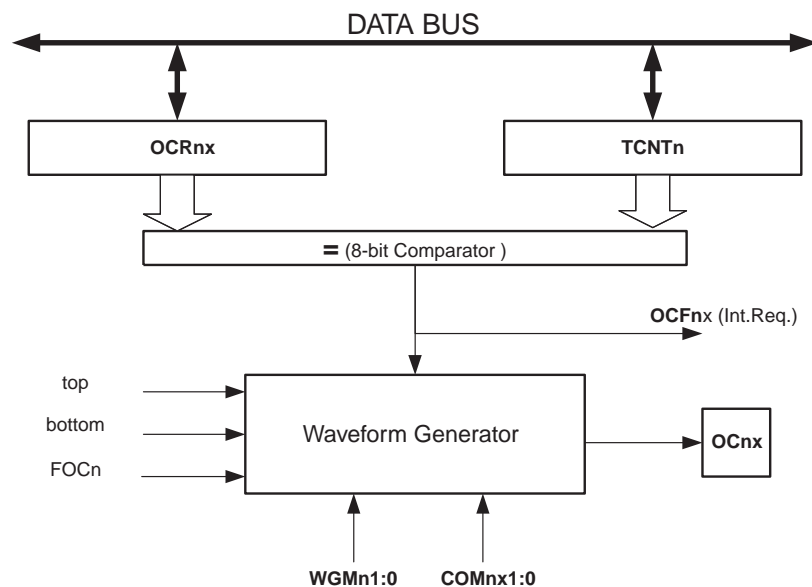 DATA BUS
OCRnx
TCNTn
= (8-bit Comparator )
OCFnx (Int.Req.)
top
bottom
FOCn
Waveform Generator
OCnx
WGMn1:0
COMnx1:0